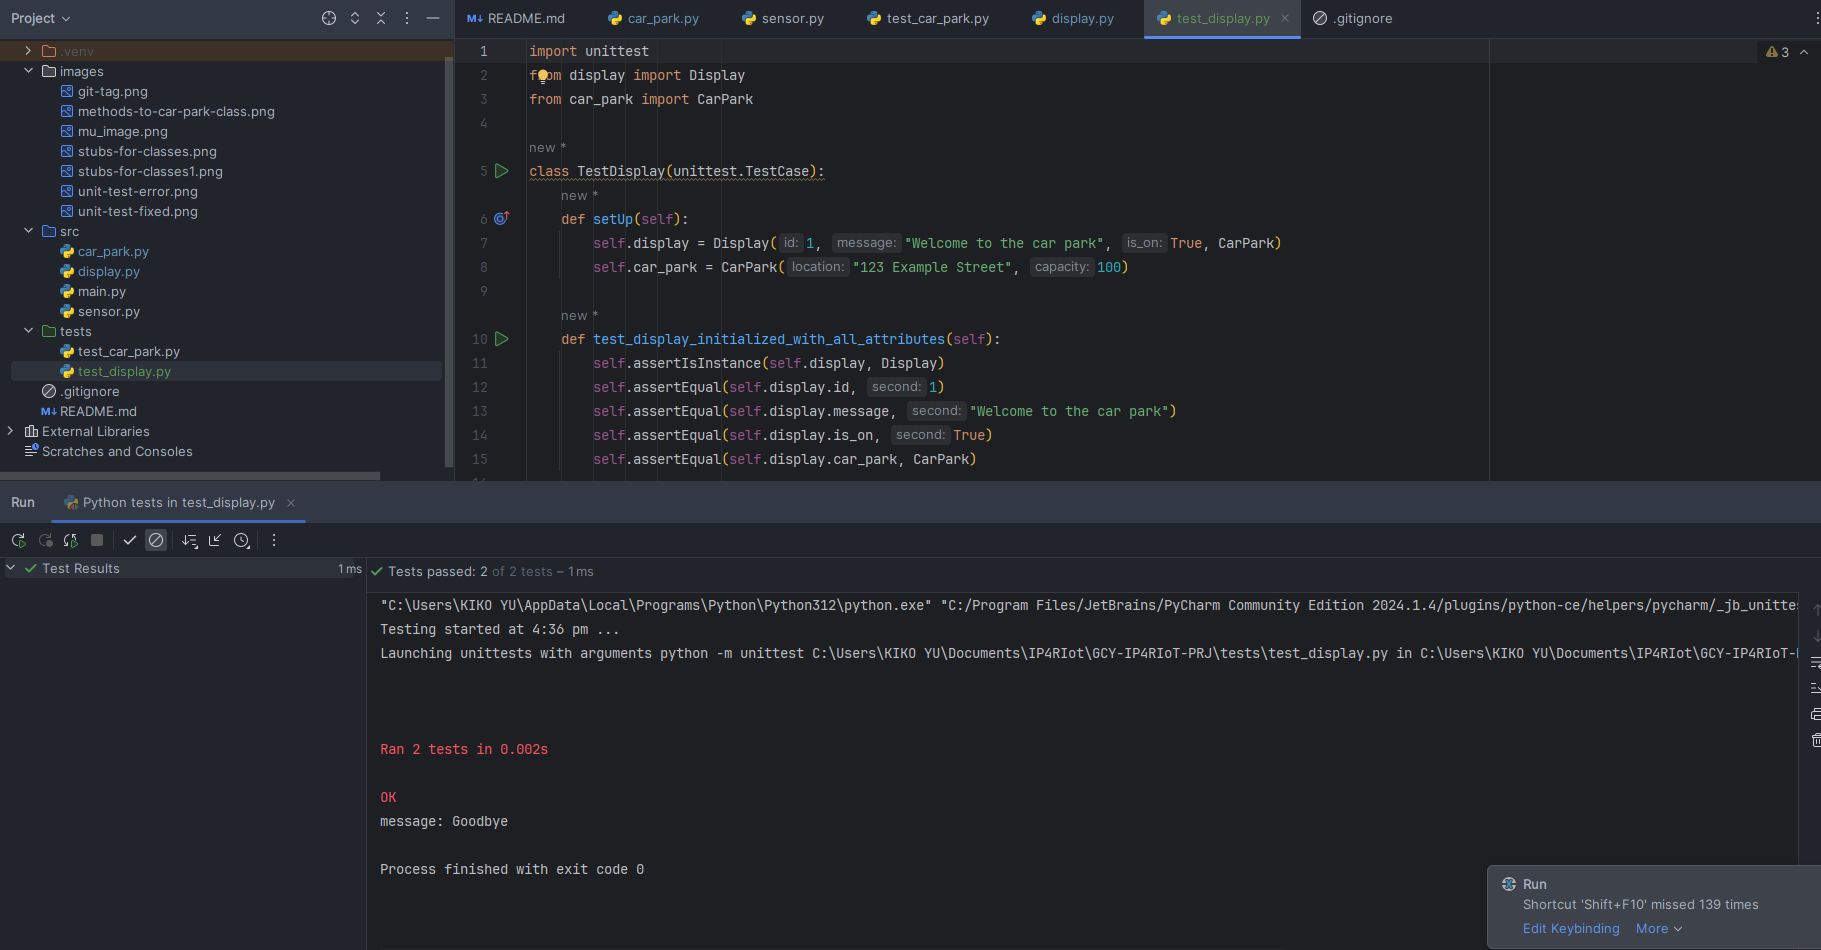 Project
README.md
car_park.py
sensor.py
test_car_park.py
display.py
test_display.py
.gitignore
.venv
images
git-tag.png
methods-to-car-park-class.png
mu_image.png
stubs-for-classes.png
stubs-for-classes1.png
unit-test-error.png
unit-test-fixed.png
src
car_park.py
display.py
main.py
sensor.py
tests
test_car_park.py
test_display.py
.gitignore
README.md
External Libraries
Scratches and Consoles
3
1 import unittest
2 from display import Display
3 from car_park import CarPark
4
new *
5 class TestDisplay(unittest.TestCase):
new *
6 def setUp(self):
7 self.display = Display( id: 1, message: "Welcome to the car park", is_on: True, CarPark)
8 self.car_park = CarPark( location: "123 Example Street", capacity: 100)
9
new *
10 def test_display_initialized_with_all_attributes(self):
11 self.assertIsInstance(self.display, Display)
12 self.assertEqual(self.display.id, second: 1)
13 self.assertEqual(self.display.message, second: "Welcome to the car park")
14 self.assertEqual(self.display.is_on, second: True)
15 self.assertEqual(self.display.car_park, CarPark)
Run
Python tests in test_display.py
Test Results 1 ms
Tests passed: 2 of 2 tests – 1 ms
"C:\Users\KIKO YU\AppData\Local\Programs\Python\Python312\python.exe" "C:/Program Files/JetBrains/PyCharm Community Edition 2024.1.4/plugins/python-ce/helpers/pycharm/_jb_unittes
Testing started at 4:36 pm ...
Launching unittests with arguments python -m unittest C:\Users\KIKO YU\Documents\IP4RIot\GCY-IP4RIoT-PRJ\tests\test_display.py in C:\Users\KIKO YU\Documents\IP4RIot\GCY-IP4RIoT-
Ran 2 tests in 0.002s
OK
message: Goodbye
Process finished with exit code 0
Run
Shortcut 'Shift+F10' missed 139 times
Edit Keybinding More